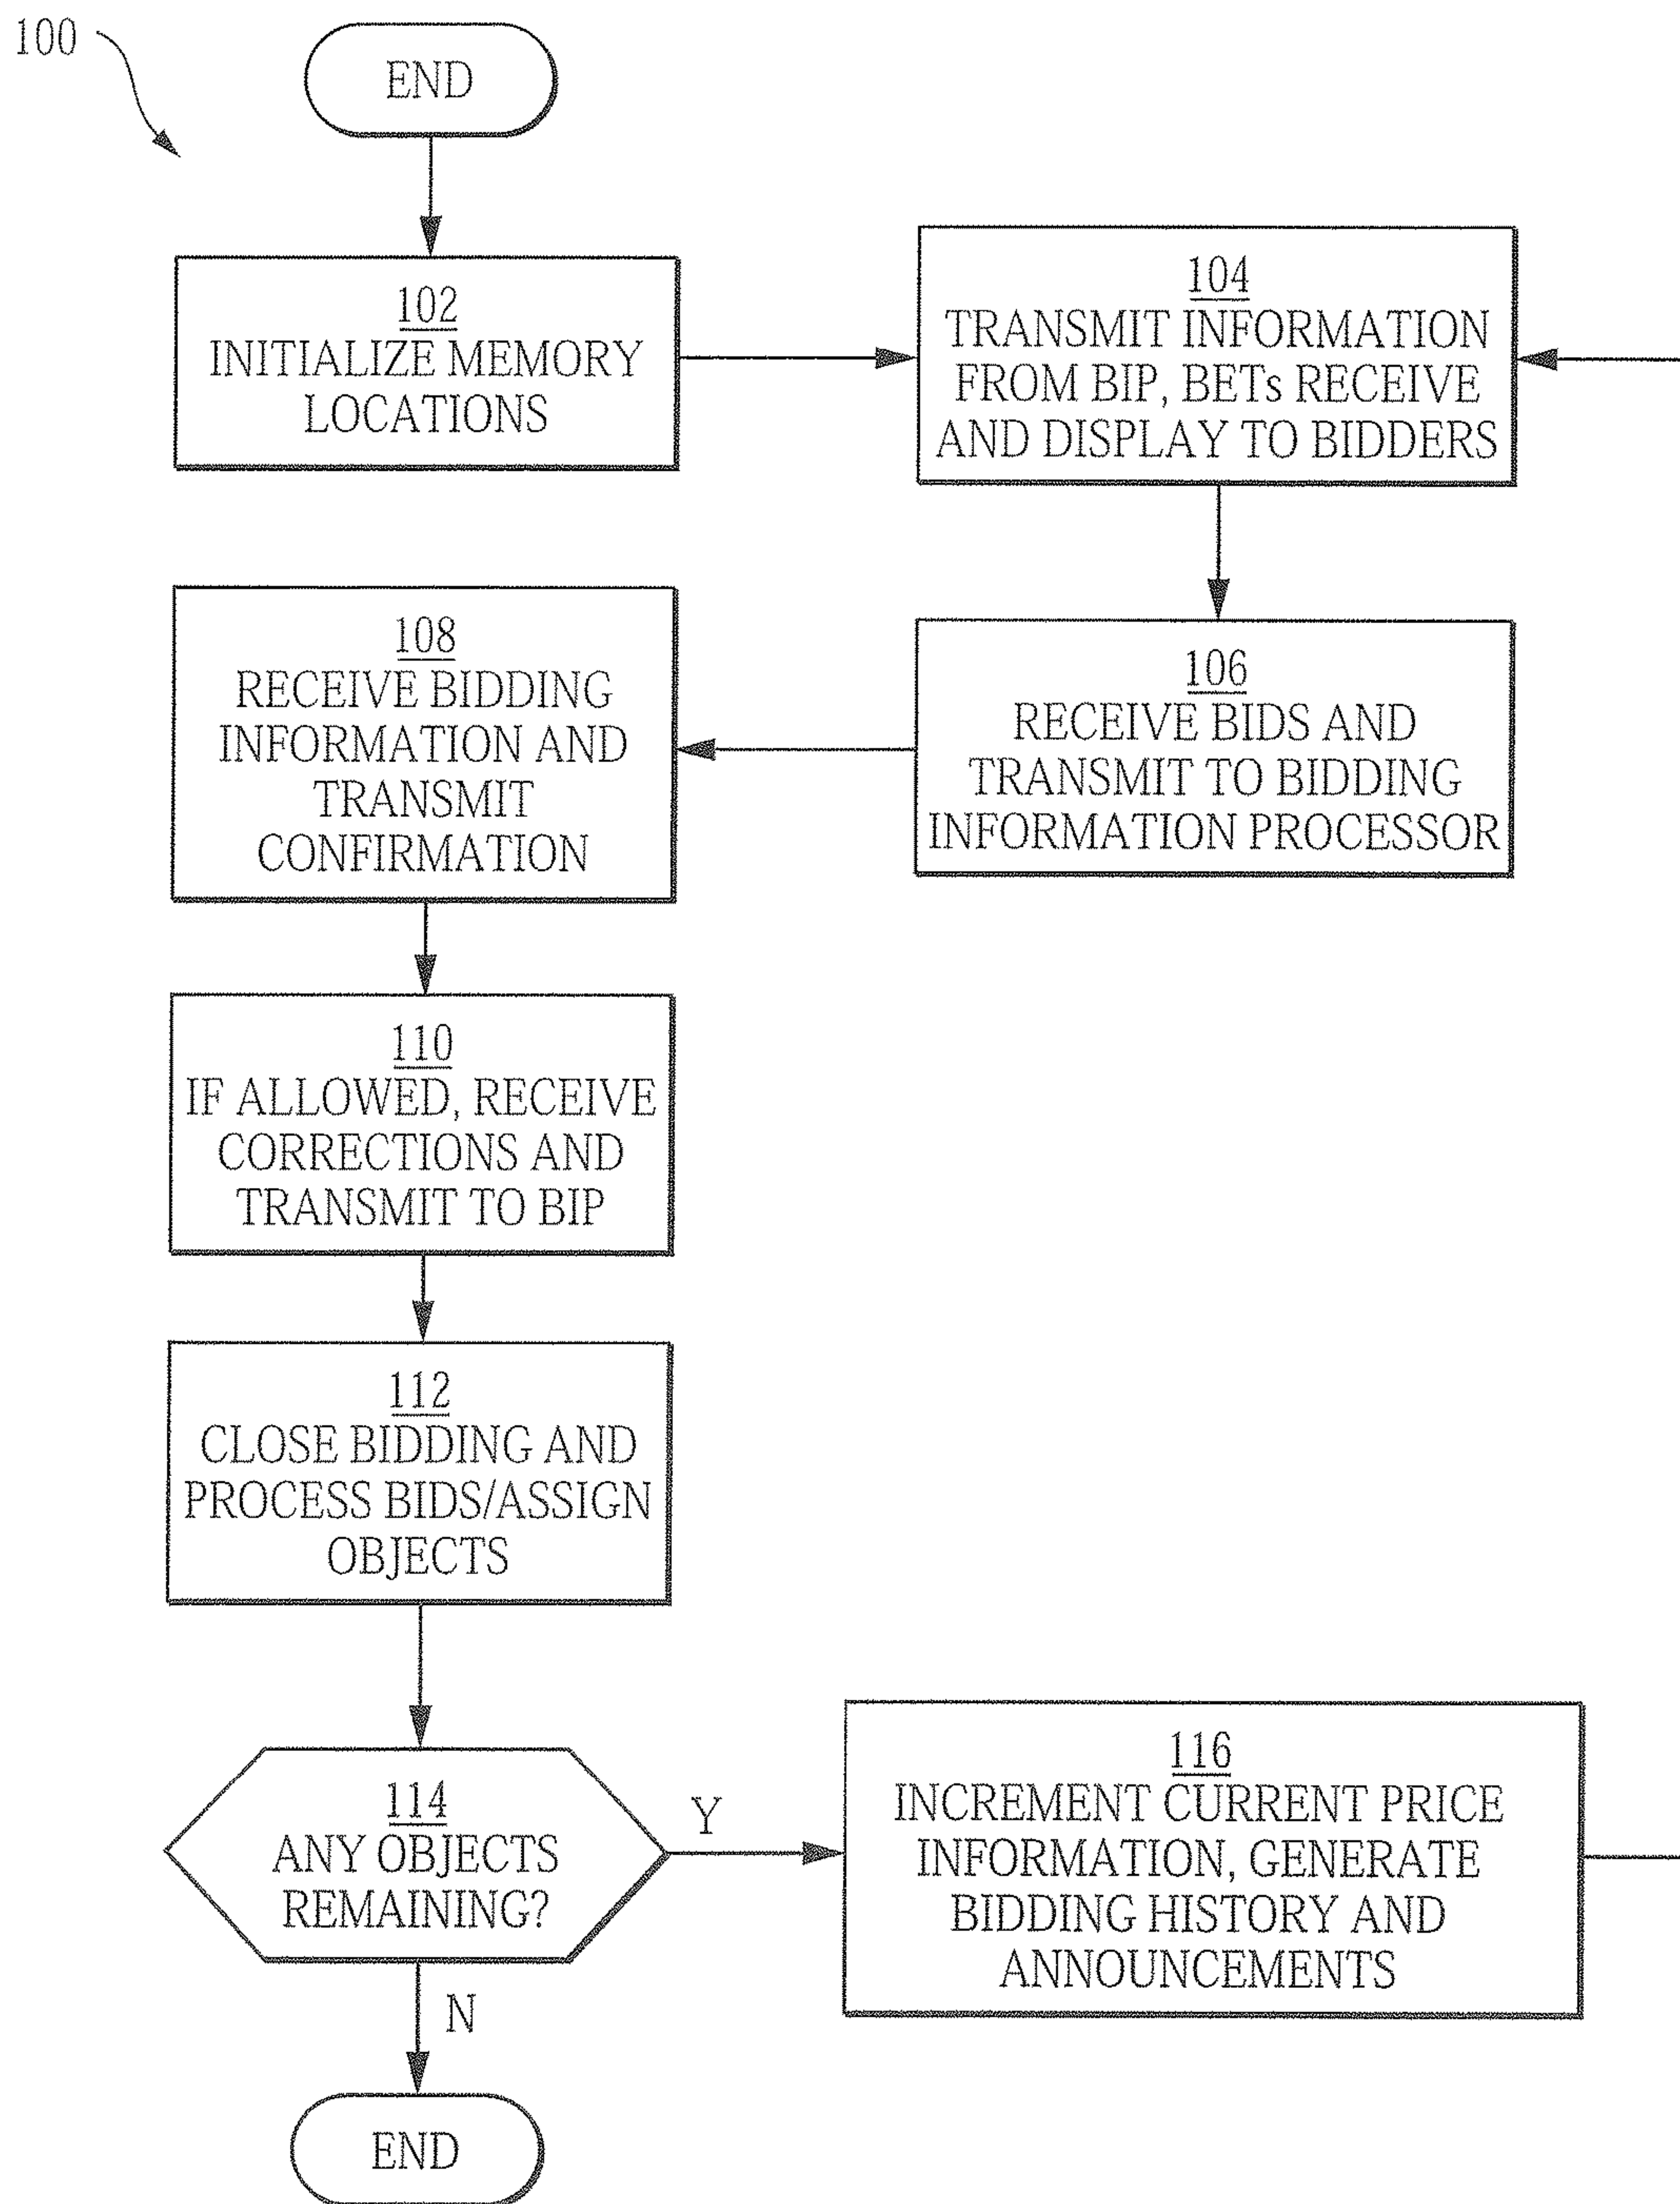 100
END
102
INITIALIZE MEMORY
LOCATIONS
104
TRANSMIT INFORMATION
FROM BIP, BETs RECEIVE
AND DISPLAY TO BIDDERS
106
RECEIVE BIDS AND
TRANSMIT TO BIDDING
INFORMATION PROCESSOR
108
RECEIVE BIDDING
INFORMATION AND
TRANSMIT
CONFIRMATION
110
IF ALLOWED, RECEIVE
CORRECTIONS AND
TRANSMIT TO BIP
112
CLOSE BIDDING AND
PROCESS BIDS/ASSIGN
OBJECTS
114
ANY OBJECTS
REMAINING?
Y
116
INCREMENT CURRENT PRICE
INFORMATION, GENERATE
BIDDING HISTORY AND
ANNOUNCEMENTS
N
END